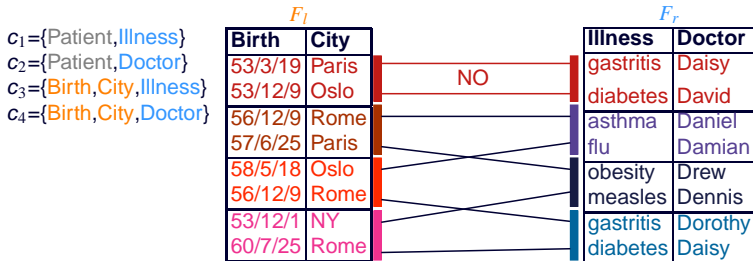 c1={Patient,Illness}
c2={Patient,Doctor}
c3={Birth,City,Illness}
c4={Birth,City,Doctor}
Fl
Birth City
53/3/19 Paris
53/12/9 Oslo
56/12/9 Rome
57/6/25 Paris
58/5/18 Oslo
56/12/9 Rome
53/12/1 NY
60/7/25 Rome
NO
Fr
Illness Doctor
gastritis Daisy
diabetes David
asthma Daniel
flu Damian
obesity Drew
measles Dennis
gastritis Dorothy
diabetes Daisy